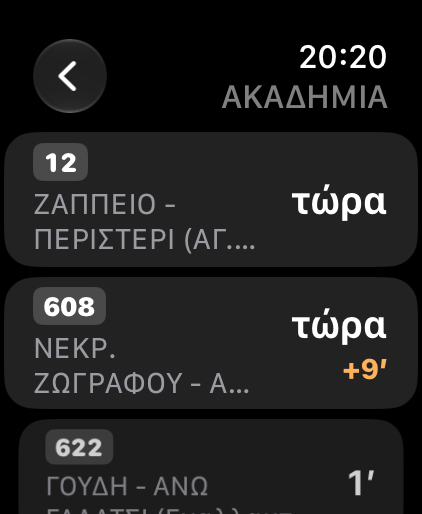 20:20
ΑΚΑΔΗΜΙΑ
12
ΖΑΠΠΕΙΟ -
ΠΕΡΙΣΤΕΡΙ (ΑΓ....
τώρα
608
ΝΕΚΡ.
ΖΩΓΡΑΦΟΥ - Α...
τώρα
+9′
622
ΓΟΥΔΗ - ΑΝΩ
1′